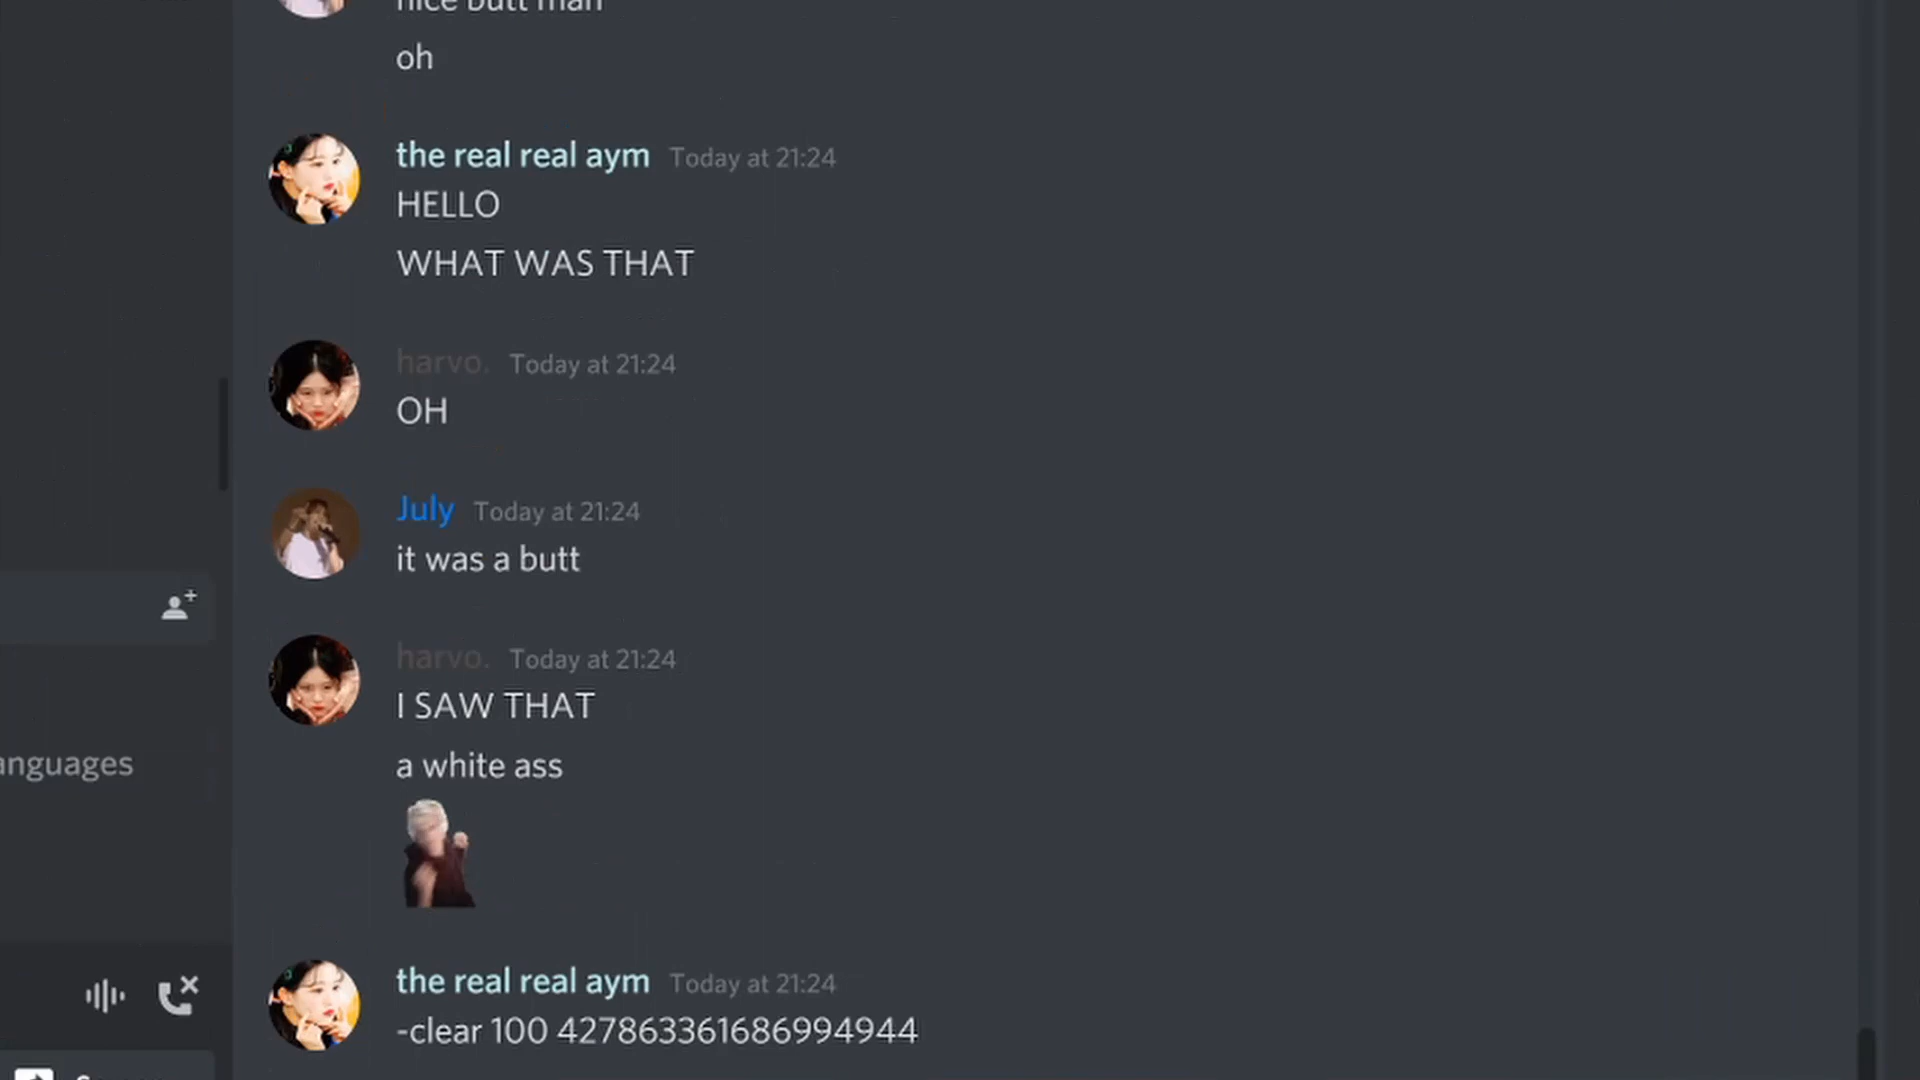 nice butt man
oh
the real real aym Today at 21:24
HELLO
WHAT WAS THAT
harvo. Today at 21:24
OH
July Today at 21:24
it was a butt
harvo. Today at 21:24
I SAW THAT
a white ass
anguages
the real real aym Today at 21:24
-clear 100 427863361686994944